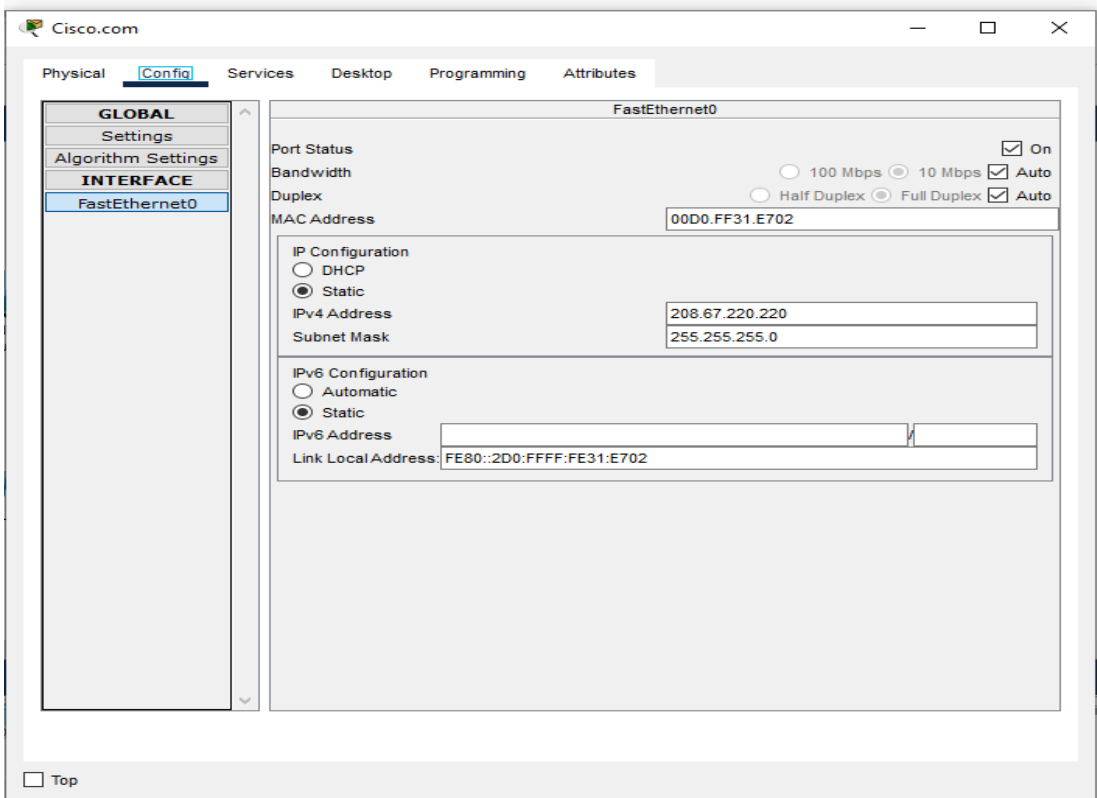 Cisco.com
Physical Config Services Desktop Programming Attributes
GLOBAL
Settings
Algorithm Settings
INTERFACE
FastEthernet0
FastEthernet0
Port Status On
Bandwidth 100 Mbps 10 Mbps Auto
Duplex Half Duplex Full Duplex Auto
MAC Address 00D0.FF31.E702
IP Configuration
DHCP
Static
IPv4 Address 208.67.220.220
Subnet Mask 255.255.255.0
IPv6 Configuration
Automatic
Static
IPv6 Address /
Link Local Address: FE80::2D0:FFFF:FE31:E702
Top